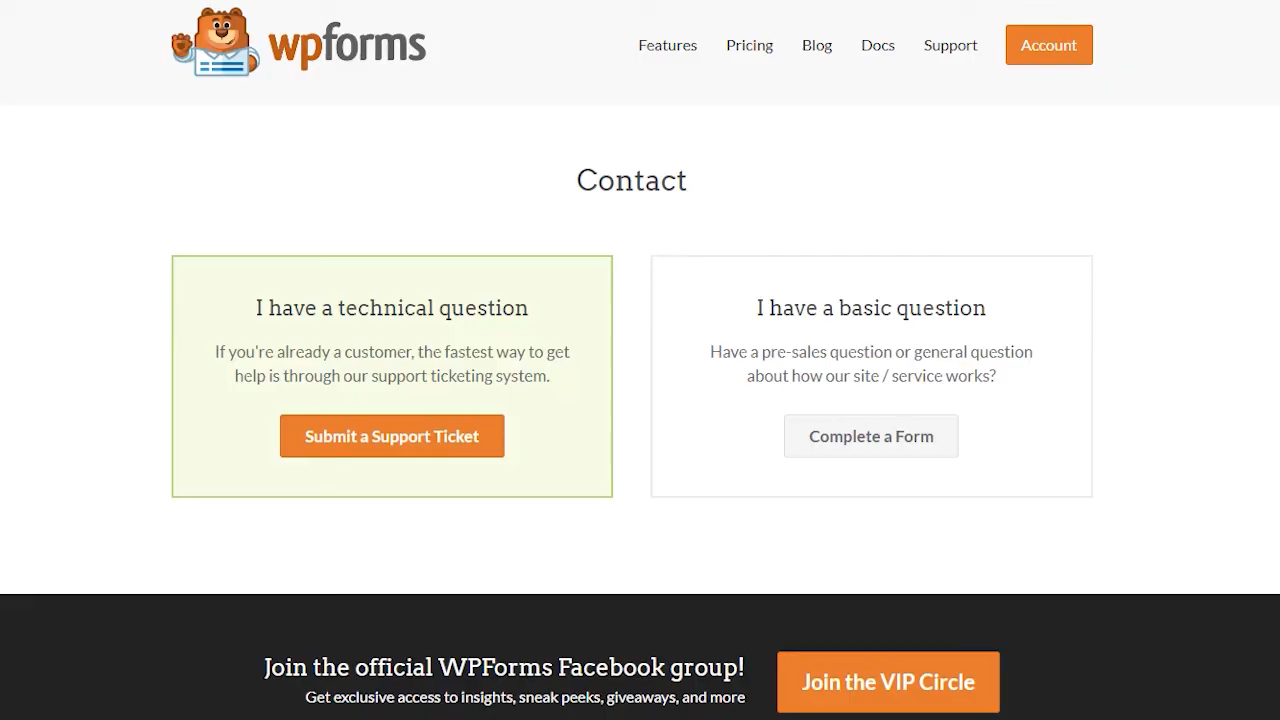 wpforms
Features Pricing Blog Docs Support Account
Contact
I have a technical question
If you're already a customer, the fastest way to get
help is through our support ticketing system.
Submit a Support Ticket
I have a basic question
Have a pre-sales question or general question
about how our site / service works?
Complete a Form
Join the official WPForms Facebook group!
Get exclusive access to insights, sneak peeks, giveaways, and more
Join the VIP Circle